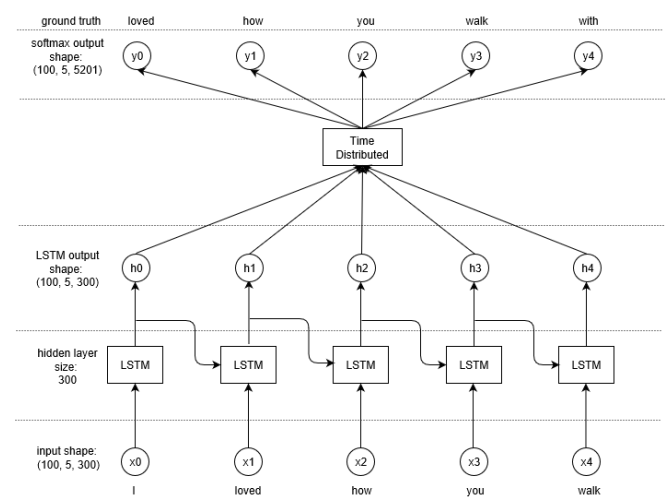 ground truth loved how you walk with
softmax output
shape:
(100, 5, 5201)
y0 y1 y2 y3 y4
Time
Distributed
LSTM output
shape:
(100, 5, 300)
h0 h1 h2 h3 h4
hidden layer
size:
300
LSTM LSTM LSTM LSTM LSTM
input shape:
(100, 5, 300)
x0 x1 x2 x3 x4
I loved how you walk